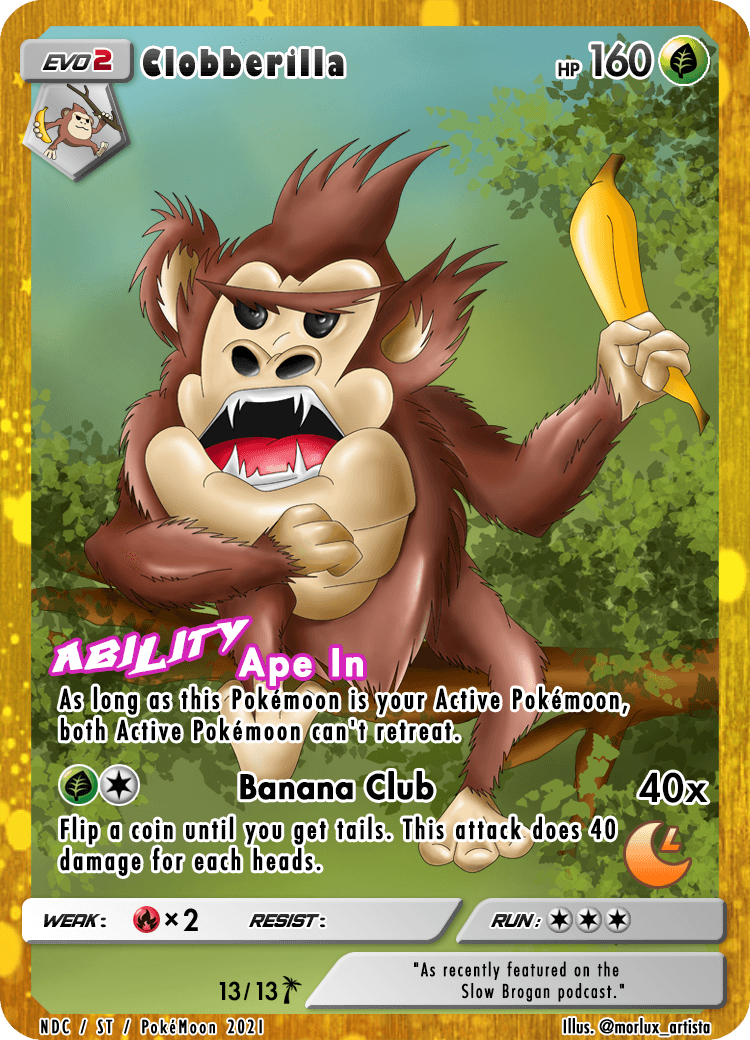 EVO2 Clobberilla HP 160
ABILITY Ape In
As long as this Pokémoon is your Active Pokémoon,
both Active Pokémoon can't retreat.
Banana Club 40x
Flip a coin until you get tails. This attack does 40
damage for each heads.
L
WEAK: ×2 RESIST: RUN:
13/13
"As recently featured on the
Slow Brogan podcast."
NDC / ST / PokéMoon 2021 Illus. @morlux_artista